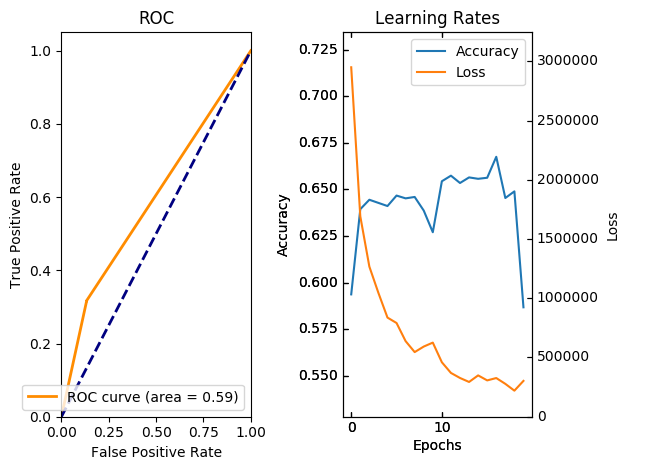 ROC
1.0
0.8
0.6
0.4
0.2
0.0
True Positive Rate
0.00 0.25 0.50 0.75 1.00
False Positive Rate
ROC curve (area = 0.59)
Learning Rates
0.725
0.700
0.675
0.650
0.625
0.600
0.575
0.550
Accuracy
Accuracy
Loss
3000000
2500000
2000000
1500000
1000000
500000
0
Loss
0 10
Epochs